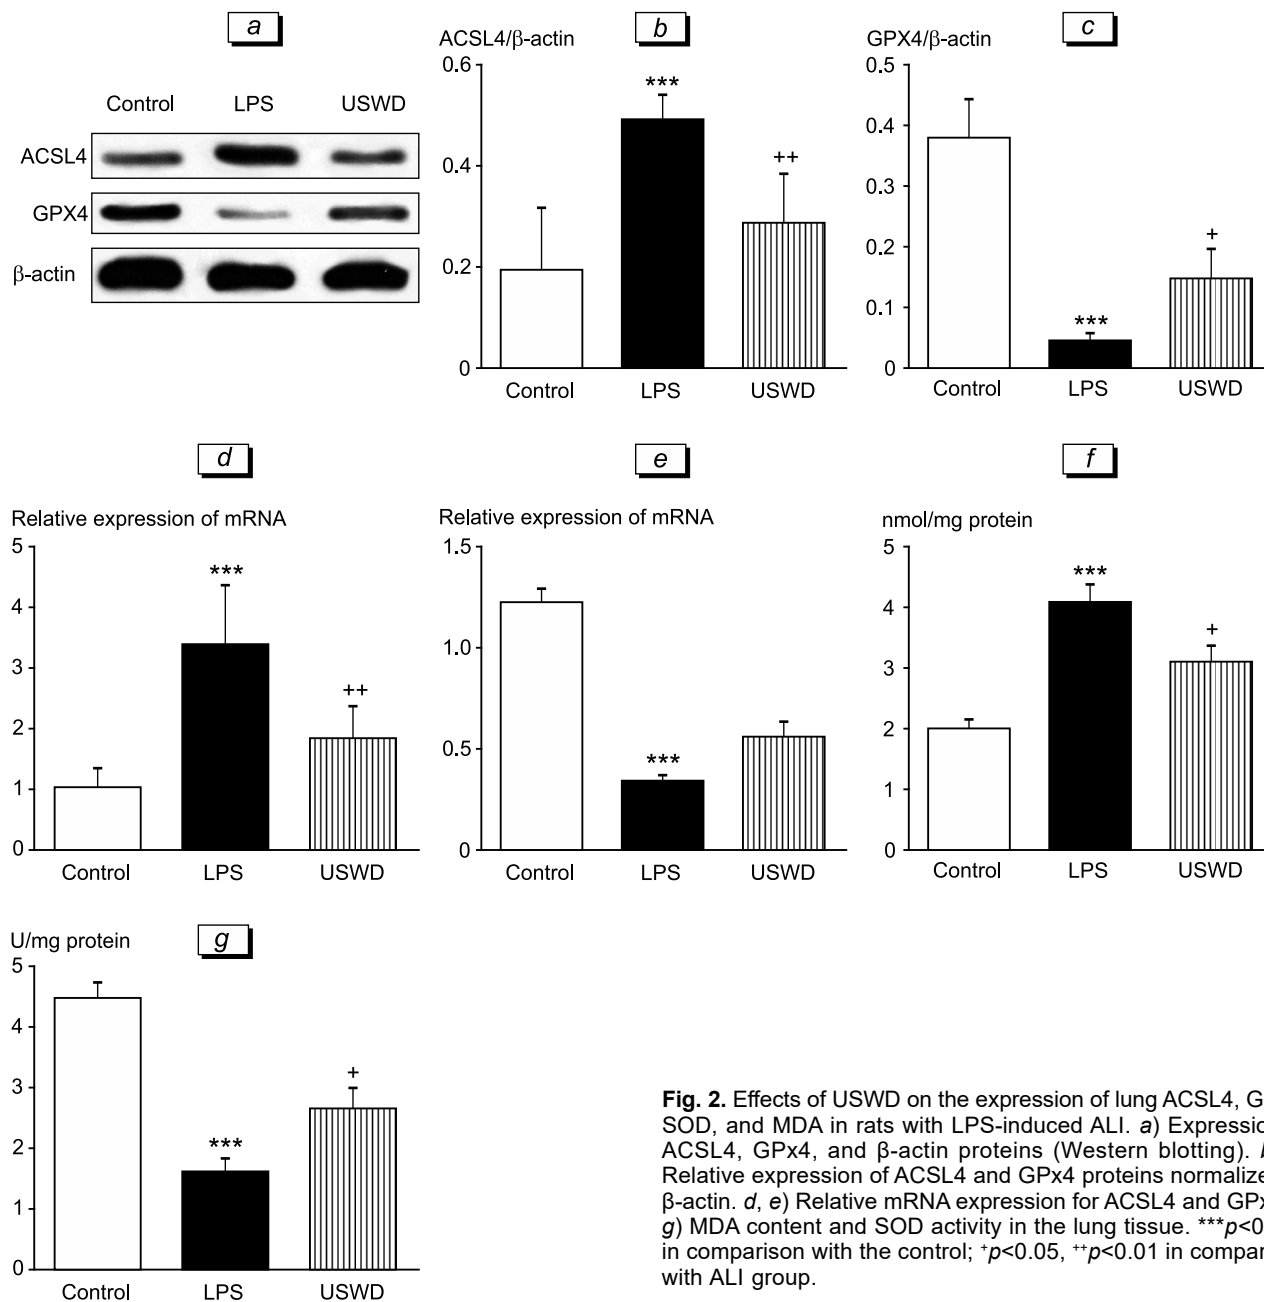 a
Control LPS USWD
ACSL4
GPX4
β-actin
b
ACSL4/β-actin
0.6
0.4
0.2
0
***
++
Control LPS USWD
c
GPX4/β-actin
0.5
0.4
0.3
0.2
0.1
0
***
+
Control LPS USWD
d
Relative expression of mRNA
5
4
3
2
1
0
***
++
Control LPS USWD
e
Relative expression of mRNA
1.5
1.0
0.5
0
***
Control LPS USWD
f
nmol/mg protein
5
4
3
2
1
0
***
+
Control LPS USWD
g
U/mg protein
5
4
3
2
1
0
***
+
Control LPS USWD
Fig. 2. Effects of USWD on the expression of lung ACSL4, G
SOD, and MDA in rats with LPS-induced ALI. a) Expressio
ACSL4, GPx4, and β-actin proteins (Western blotting).
Relative expression of ACSL4 and GPx4 proteins normalize
β-actin. d, e) Relative mRNA expression for ACSL4 and GPx
g) MDA content and SOD activity in the lung tissue. ***p<0
in comparison with the control; +p<0.05, ++p<0.01 in compar
with ALI group.